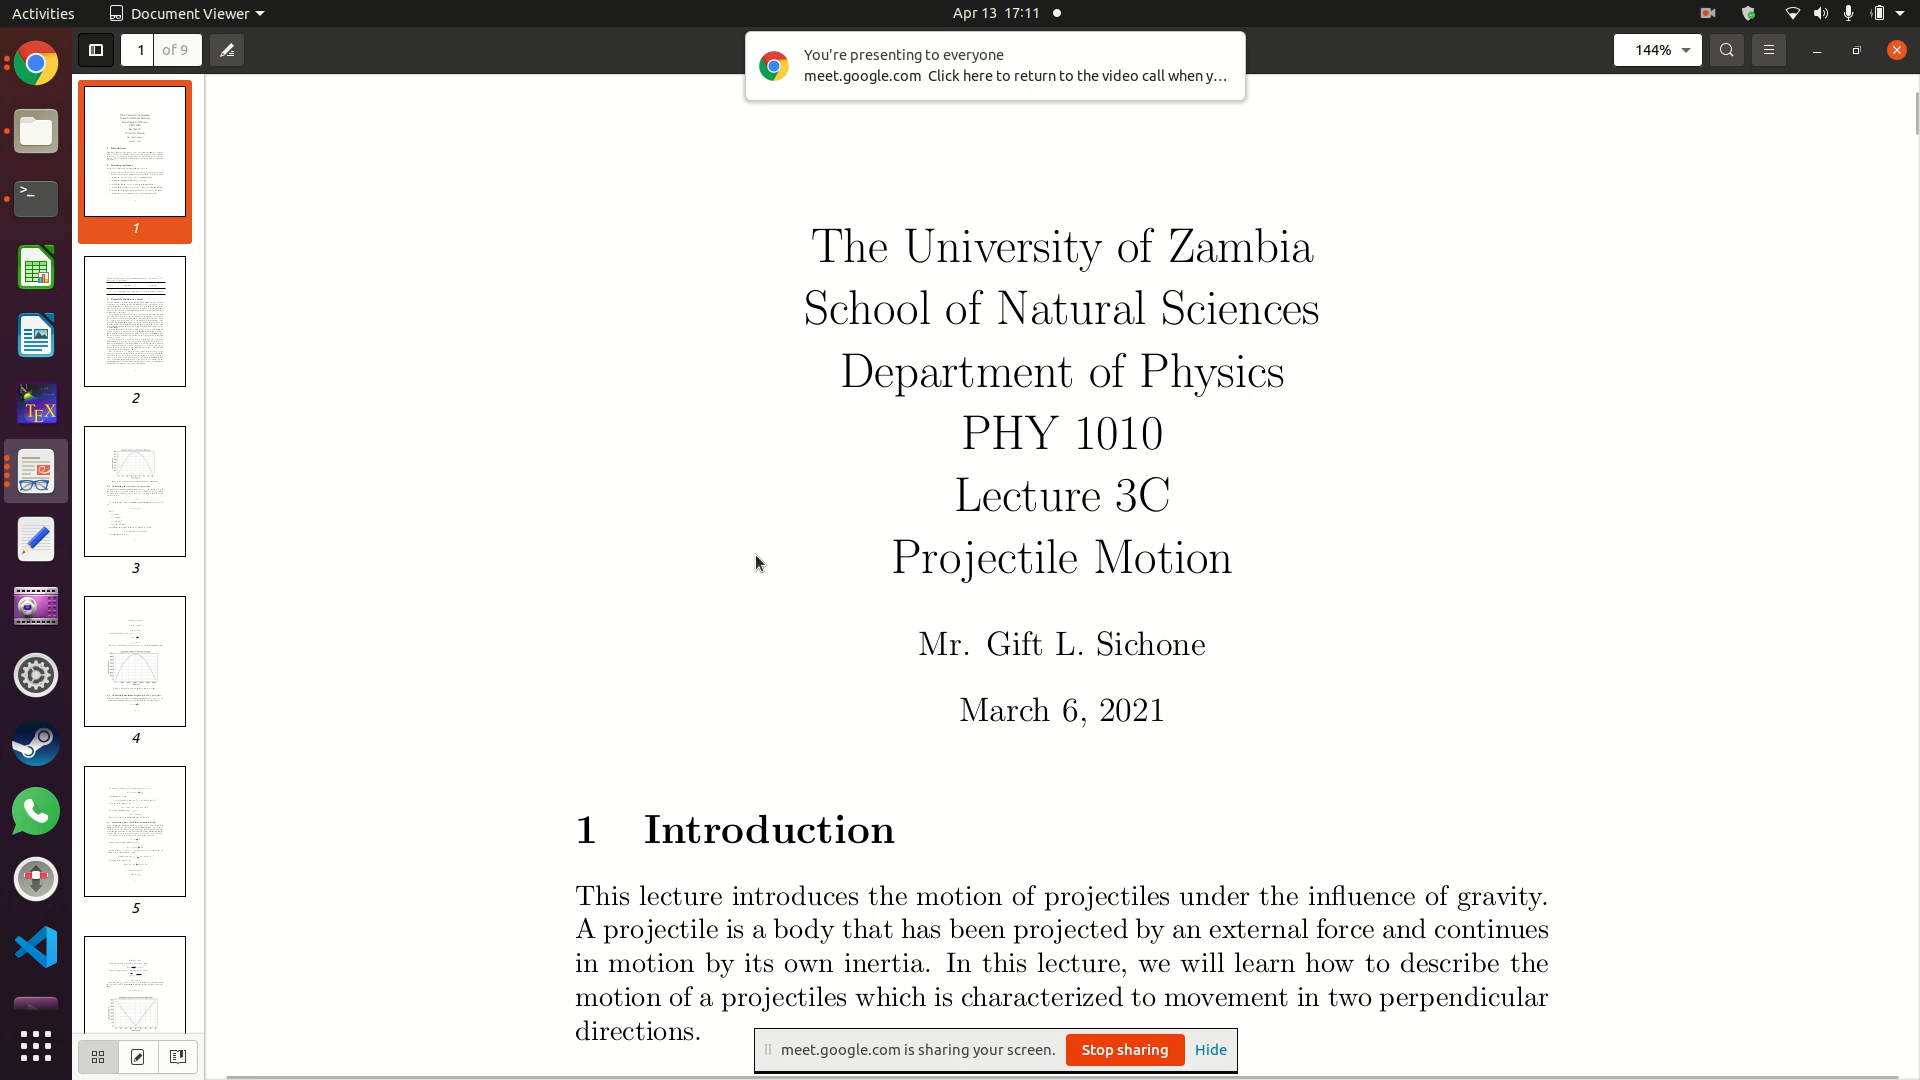 Activities
Document Viewer
Apr 13 17:11
1 of 9
144%
You're presenting to everyone
meet.google.com Click here to return to the video call when y...
1
2
3
4
5
The University of Zambia
School of Natural Sciences
Department of Physics
PHY 1010
Lecture 3C
Projectile Motion
Mr. Gift L. Sichone
March 6, 2021
1 Introduction
This lecture introduces the motion of projectiles under the influence of gravity.
A projectile is a body that has been projected by an external force and continues
in motion by its own inertia. In this lecture, we will learn how to describe the
motion of a projectiles which is characterized to movement in two perpendicular
directions.
meet.google.com is sharing your screen.
Stop sharing
Hide